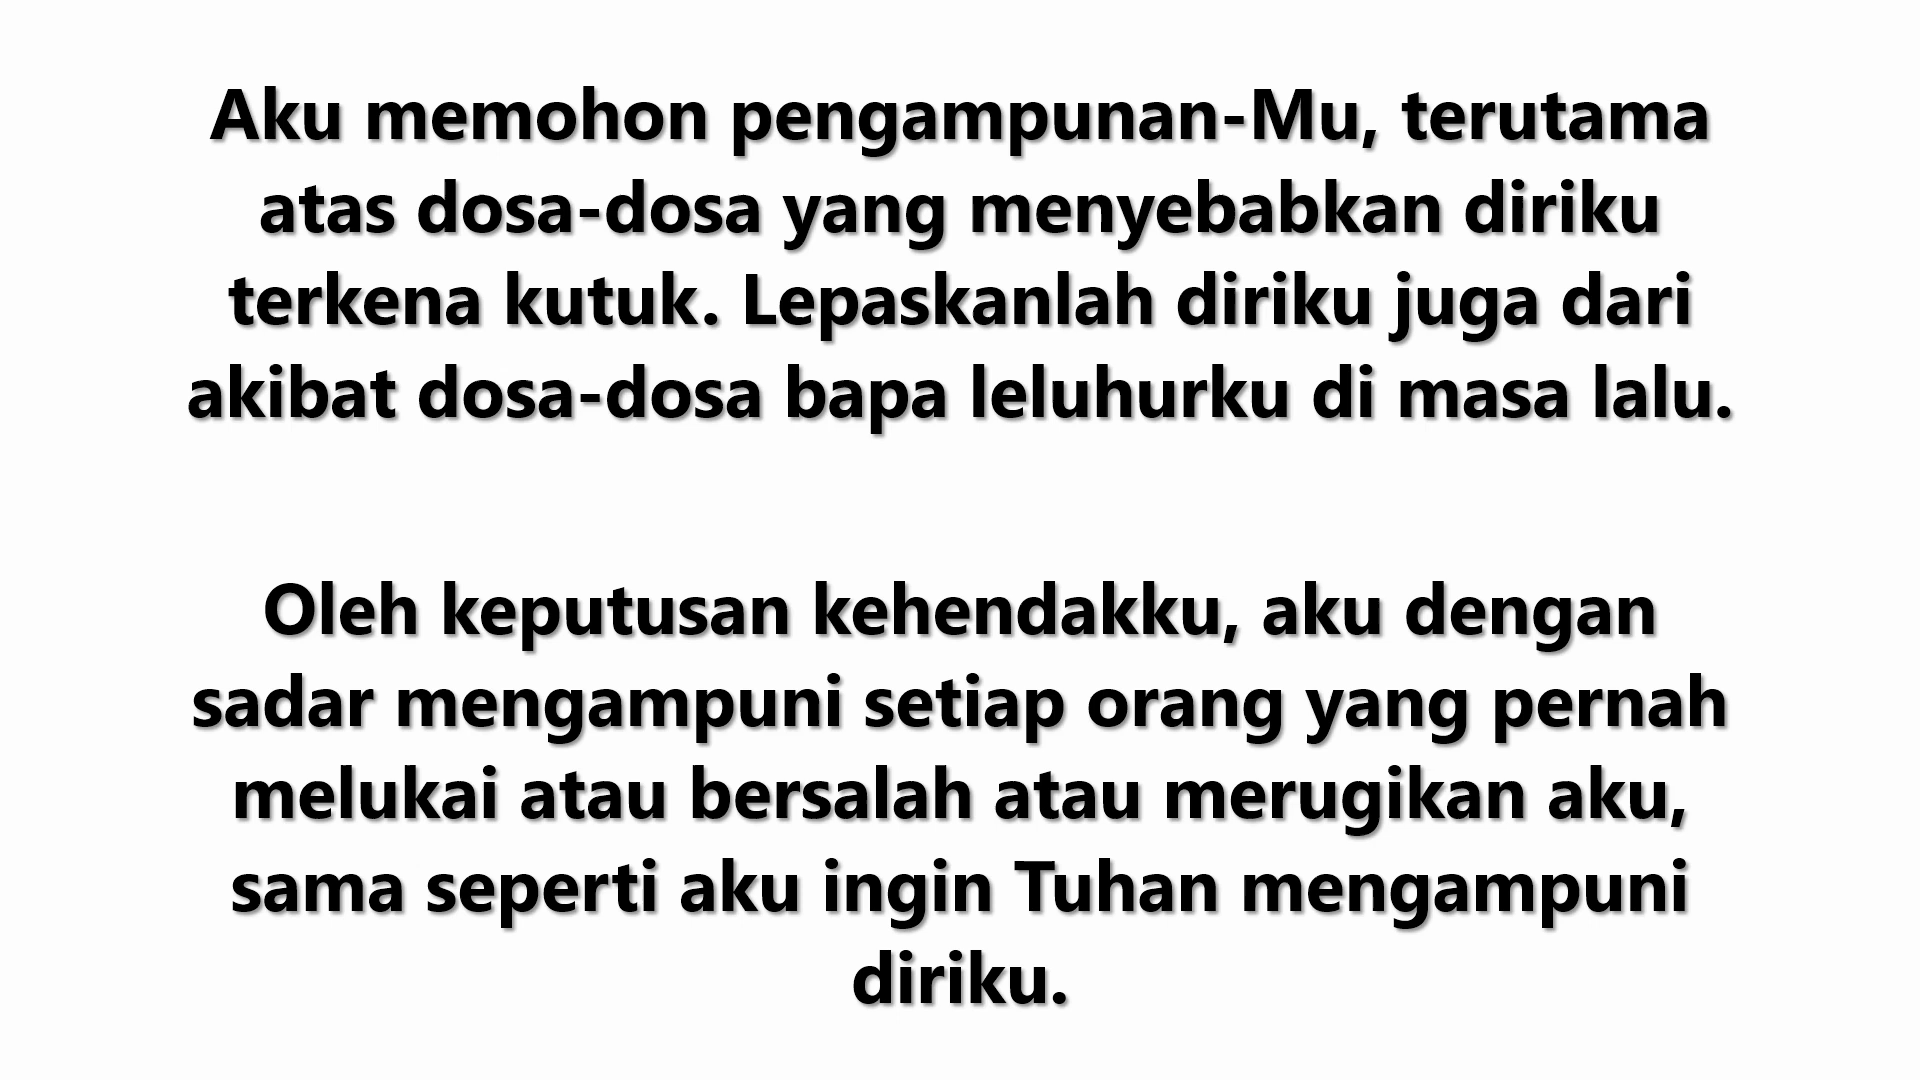 Aku memohon pengampunan-Mu, terutama
atas dosa-dosa yang menyebabkan diriku
terkena kutuk. Lepaskanlah diriku juga dari
akibat dosa-dosa bapa leluhurku di masa lalu.
Oleh keputusan kehendakku, aku dengan
sadar mengampuni setiap orang yang pernah
melukai atau bersalah atau merugikan aku,
sama seperti aku ingin Tuhan mengampuni
diriku.